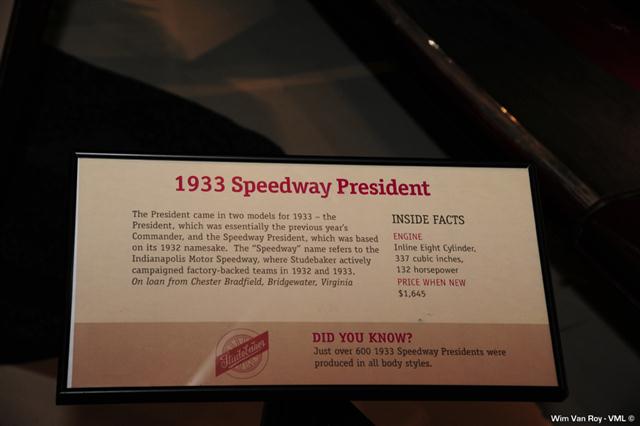 1933 Speedway President
The President came in two models for 1933 – the
President, which was essentially the previous year's
Commander, and the Speedway President, which was based
on its 1932 namesake. The "Speedway" name refers to the
Indianapolis Motor Speedway, where Studebaker actively
campaigned factory-backed teams in 1932 and 1933.
On loan from Chester Bradfield, Bridgewater, Virginia
INSIDE FACTS
ENGINE
Inline Eight Cylinder,
337 cubic inches,
132 horsepower
PRICE WHEN NEW
$1,645
Studebaker
DID YOU KNOW?
Just over 600 1933 Speedway Presidents were
produced in all body styles.
Wim Van Roy - VML ©